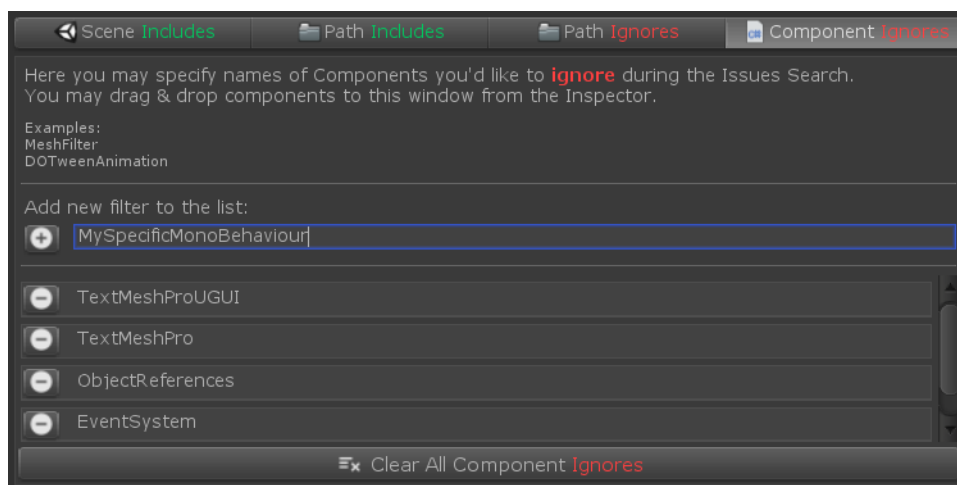 Scene Includes
Path Includes
Path Ignores
Component Ignores
Here you may specify names of Components you'd like to ignore during the Issues Search.
You may drag & drop components to this window from the Inspector.
Examples:
MeshFilter
DOTweenAnimation
Add new filter to the list:
MySpecificMonoBehaviour
TextMeshProUGUI
TextMeshPro
ObjectReferences
EventSystem
Clear All Component Ignores